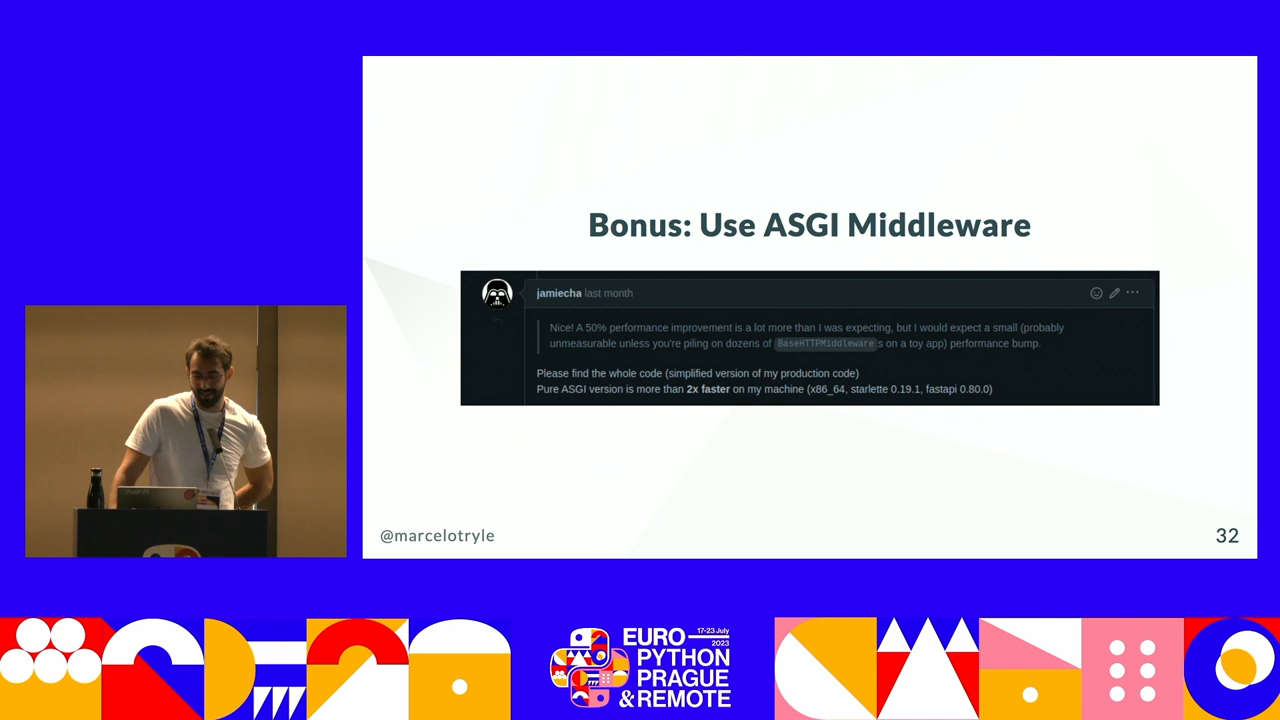 Bonus: Use ASGI Middleware
jamiecha last month
Nice! A 50% performance improvement is a lot more than I was expecting, but I would expect a small (probably
unmeasurable unless you're piling on dozens of BaseHTTPMiddleware s on a toy app) performance bump.
Please find the whole code (simplified version of my production code)
Pure ASGI version is more than 2x faster on my machine (x86_64, starlette 0.19.1, fastapi 0.80.0)
@marcelotryle
32
EURO 17-23 July
2023
PYTHON
PRAGUE
& REMOTE